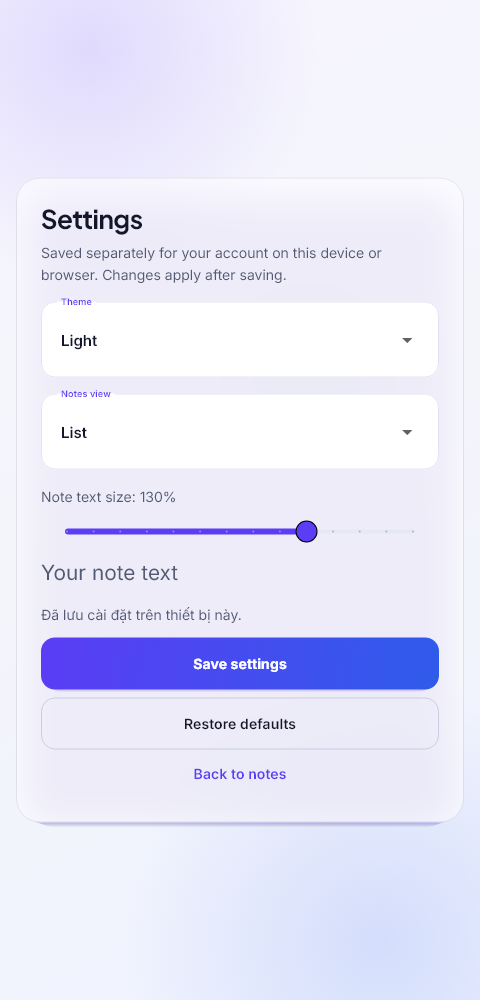 Settings
Saved separately for your account on this device or
browser. Changes apply after saving.
Theme
Light
Notes view
List
Note text size: 130%
Your note text
Đã lưu cài đặt trên thiết bị này.
Save settings
Restore defaults
Back to notes